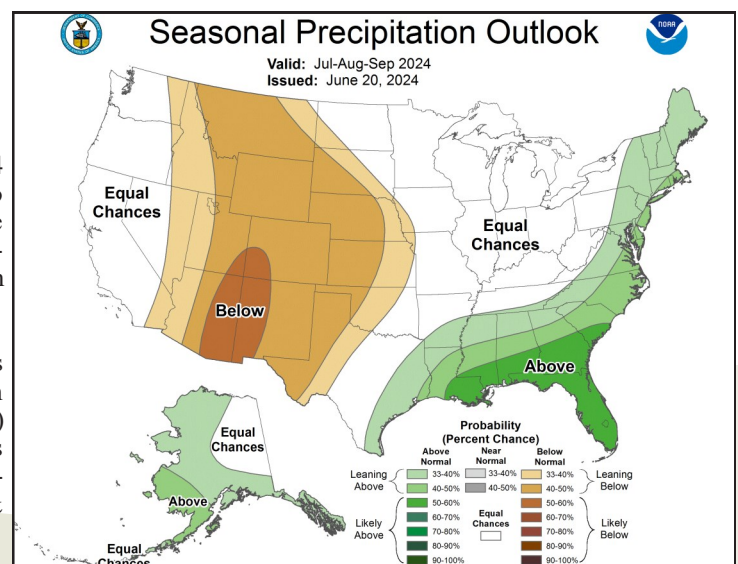 Seasonal Precipitation Outlook
NOAA
Valid: Jul-Aug-Sep 2024
Issued: June 20, 2024
Equal
Chances
Equal
Chances
Below
Above
Equal
Chances
Above
Equal
Chances
Probability
(Percent Chance)
Above Normal
Near Normal
Below Normal
Leaning Above
33-40%
33-40%
33-40%
Leaning Below
40-50%
40-50%
40-50%
Likely Above
50-60%
Equal Chances
50-60%
Likely Below
60-70%
60-70%
70-80%
70-80%
80-90%
80-90%
90-100%
90-100%